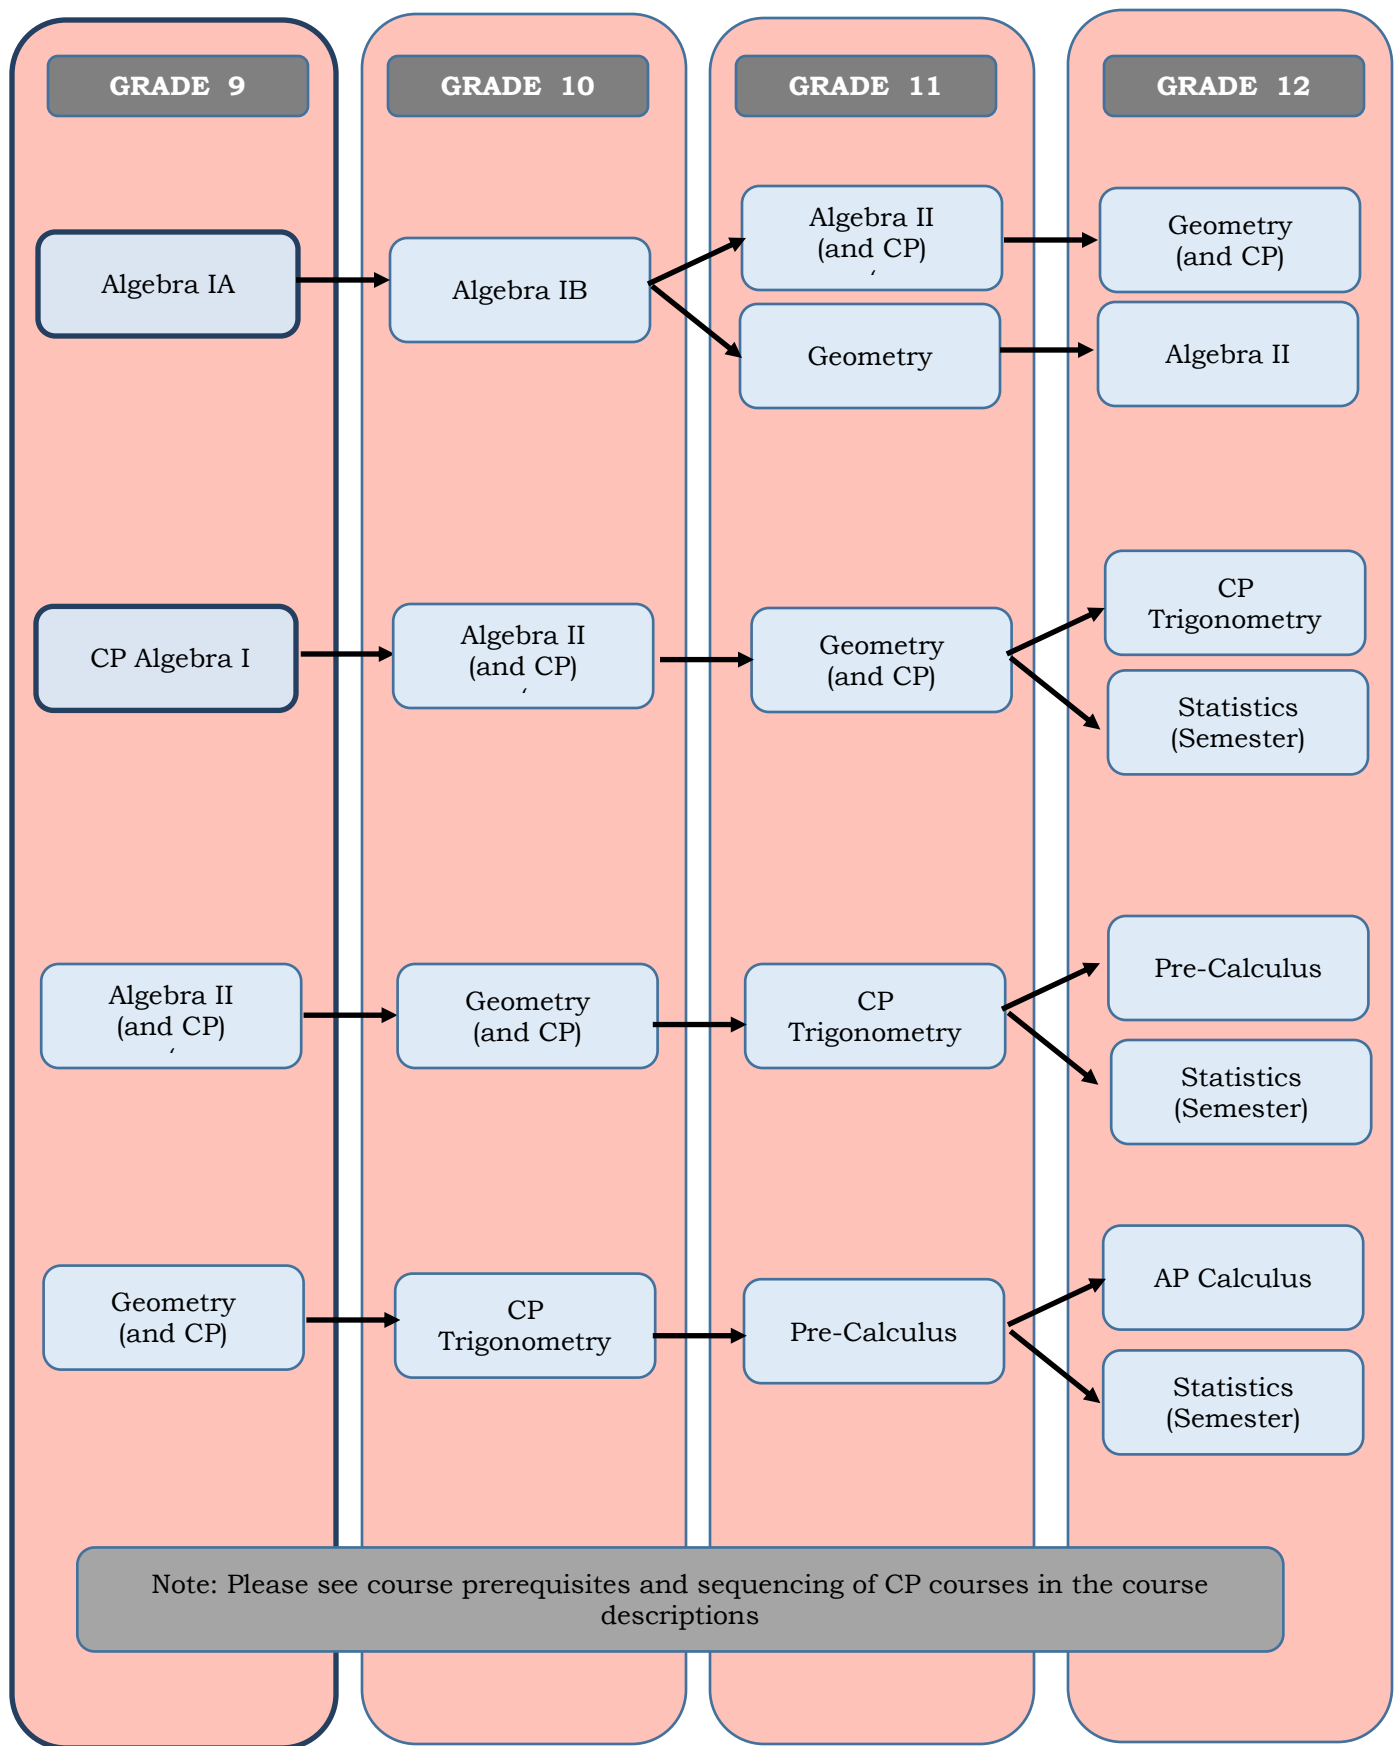 GRADE 9
GRADE 10
GRADE 11
GRADE 12
Algebra IA
Algebra IB
Algebra II
(and CP)
Geometry
(and CP)
Geometry
Algebra II
CP Algebra I
Algebra II
(and CP)
Geometry
(and CP)
CP
Trigonometry
Statistics
(Semester)
Algebra II
(and CP)
Geometry
(and CP)
CP
Trigonometry
Pre-Calculus
Statistics
(Semester)
Geometry
(and CP)
CP
Trigonometry
Pre-Calculus
AP Calculus
Statistics
(Semester)
Note: Please see course prerequisites and sequencing of CP courses in the course
descriptions